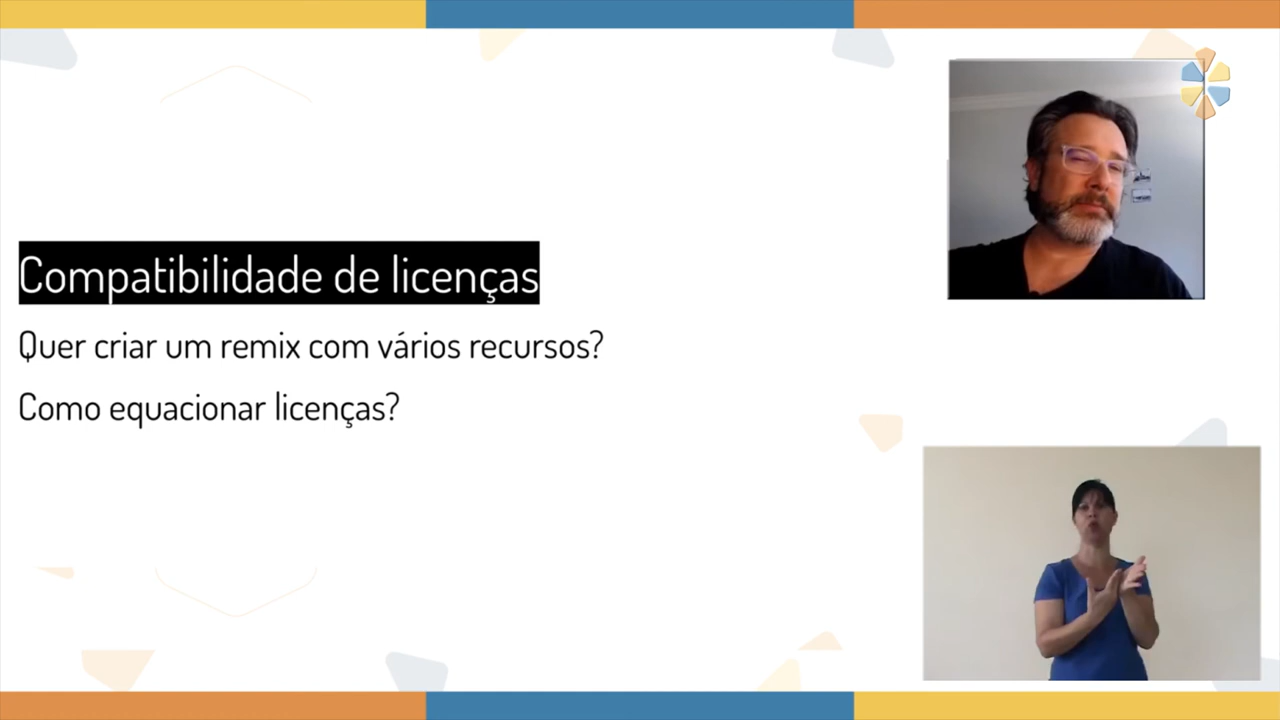 Compatibilidade de licenças
Quer criar um remix com vários recursos?
Como equacionar licenças?